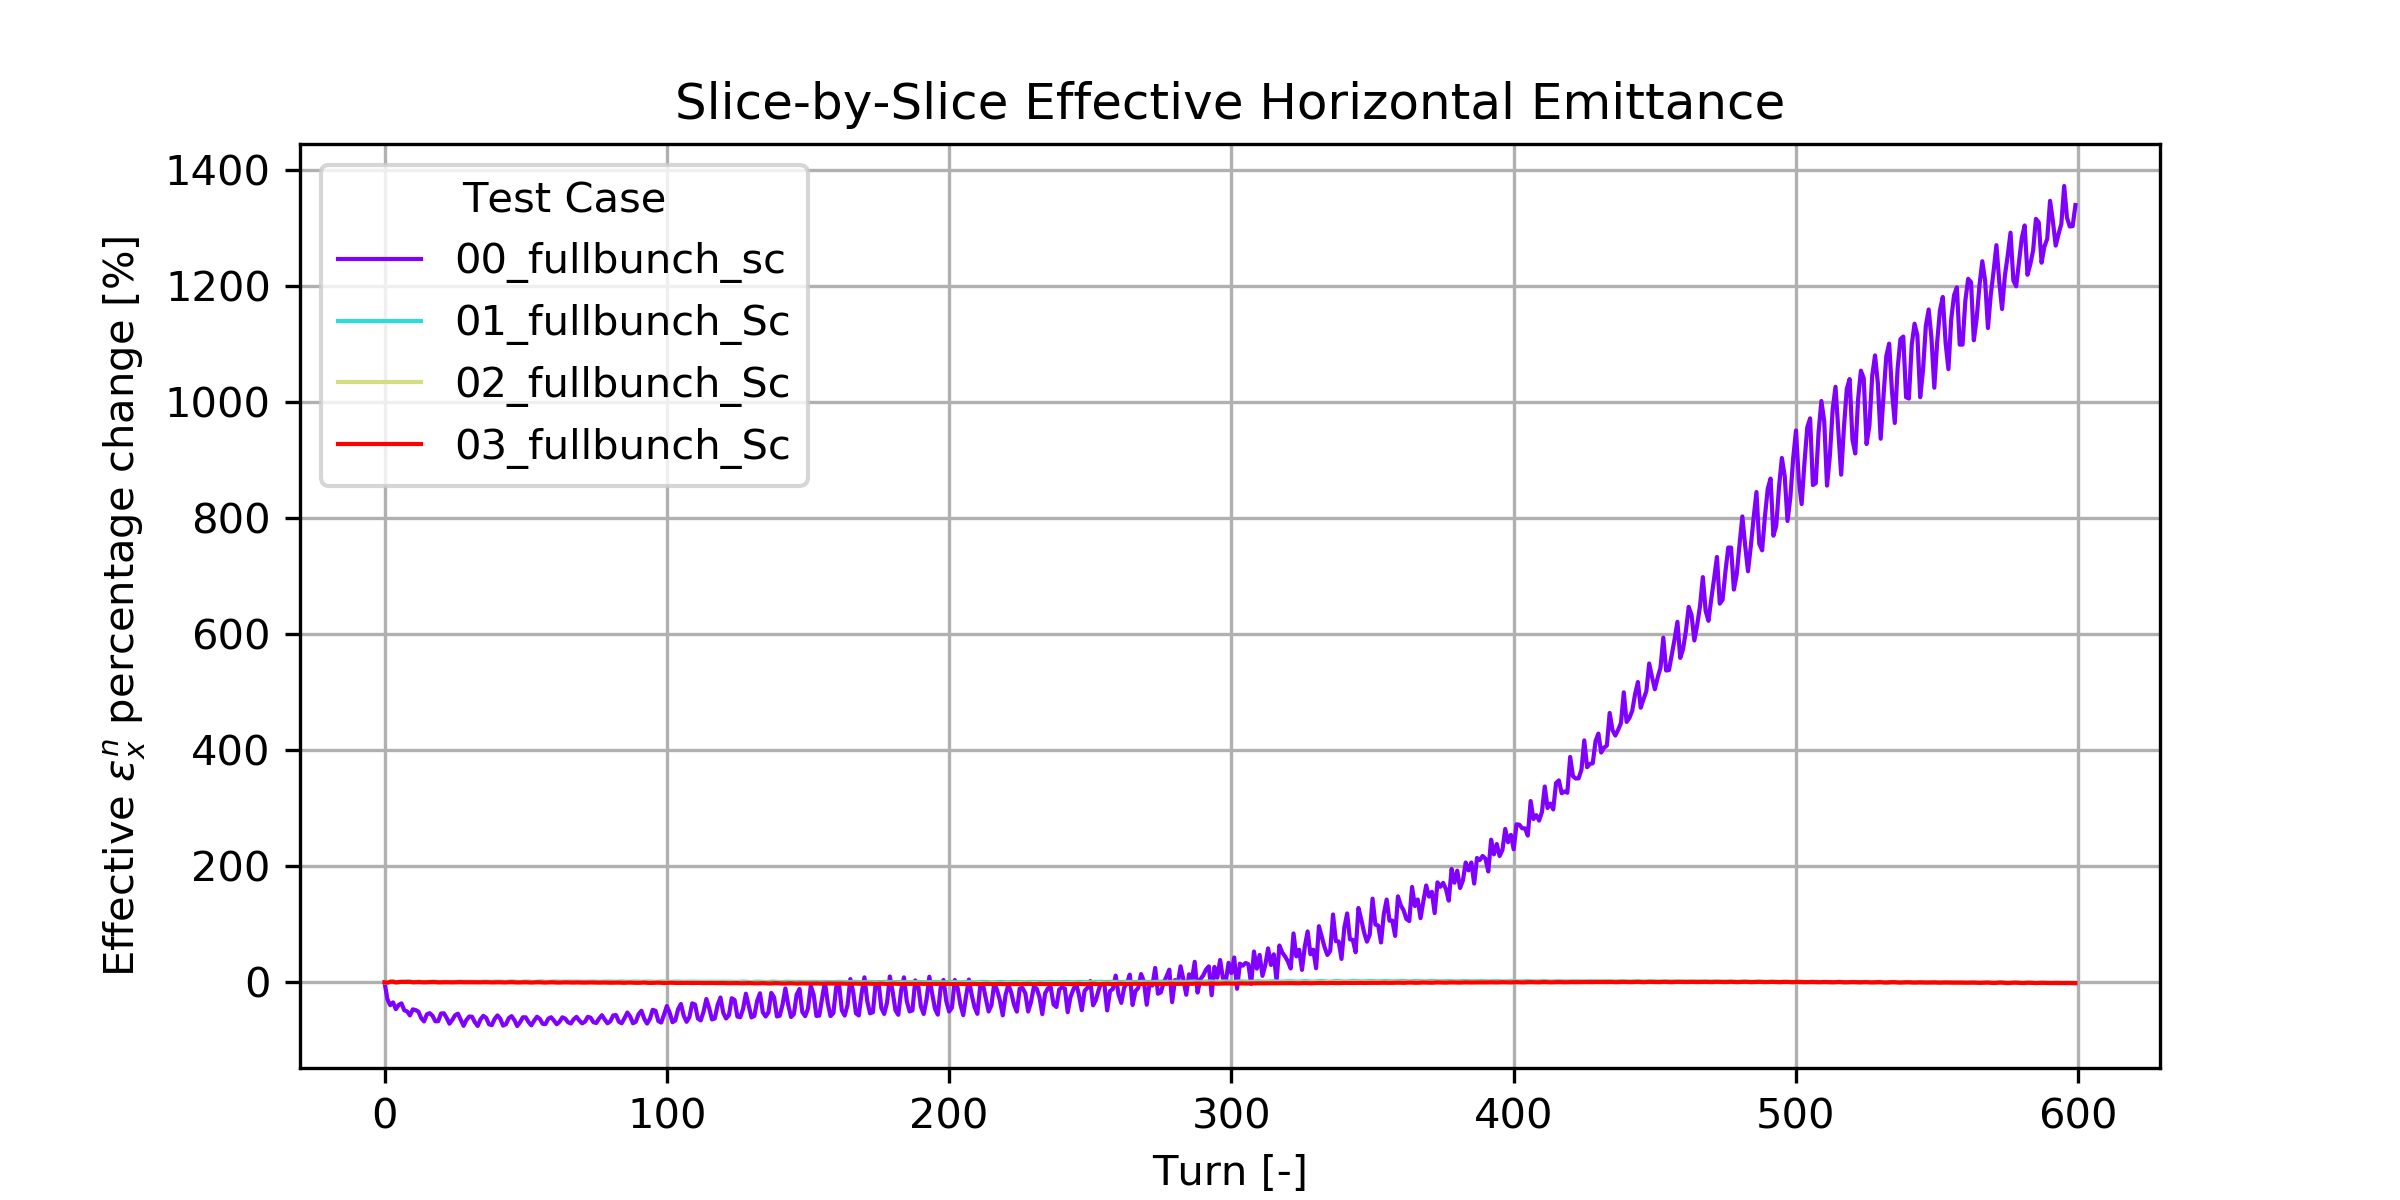 Slice-by-Slice Effective Horizontal Emittance
Effective εₓⁿ percentage change [%]
1400
1200
1000
800
600
400
200
0
Test Case
00_fullbunch_sc
01_fullbunch_Sc
02_fullbunch_Sc
03_fullbunch_Sc
0 100 200 300 400 500 600
Turn [-]